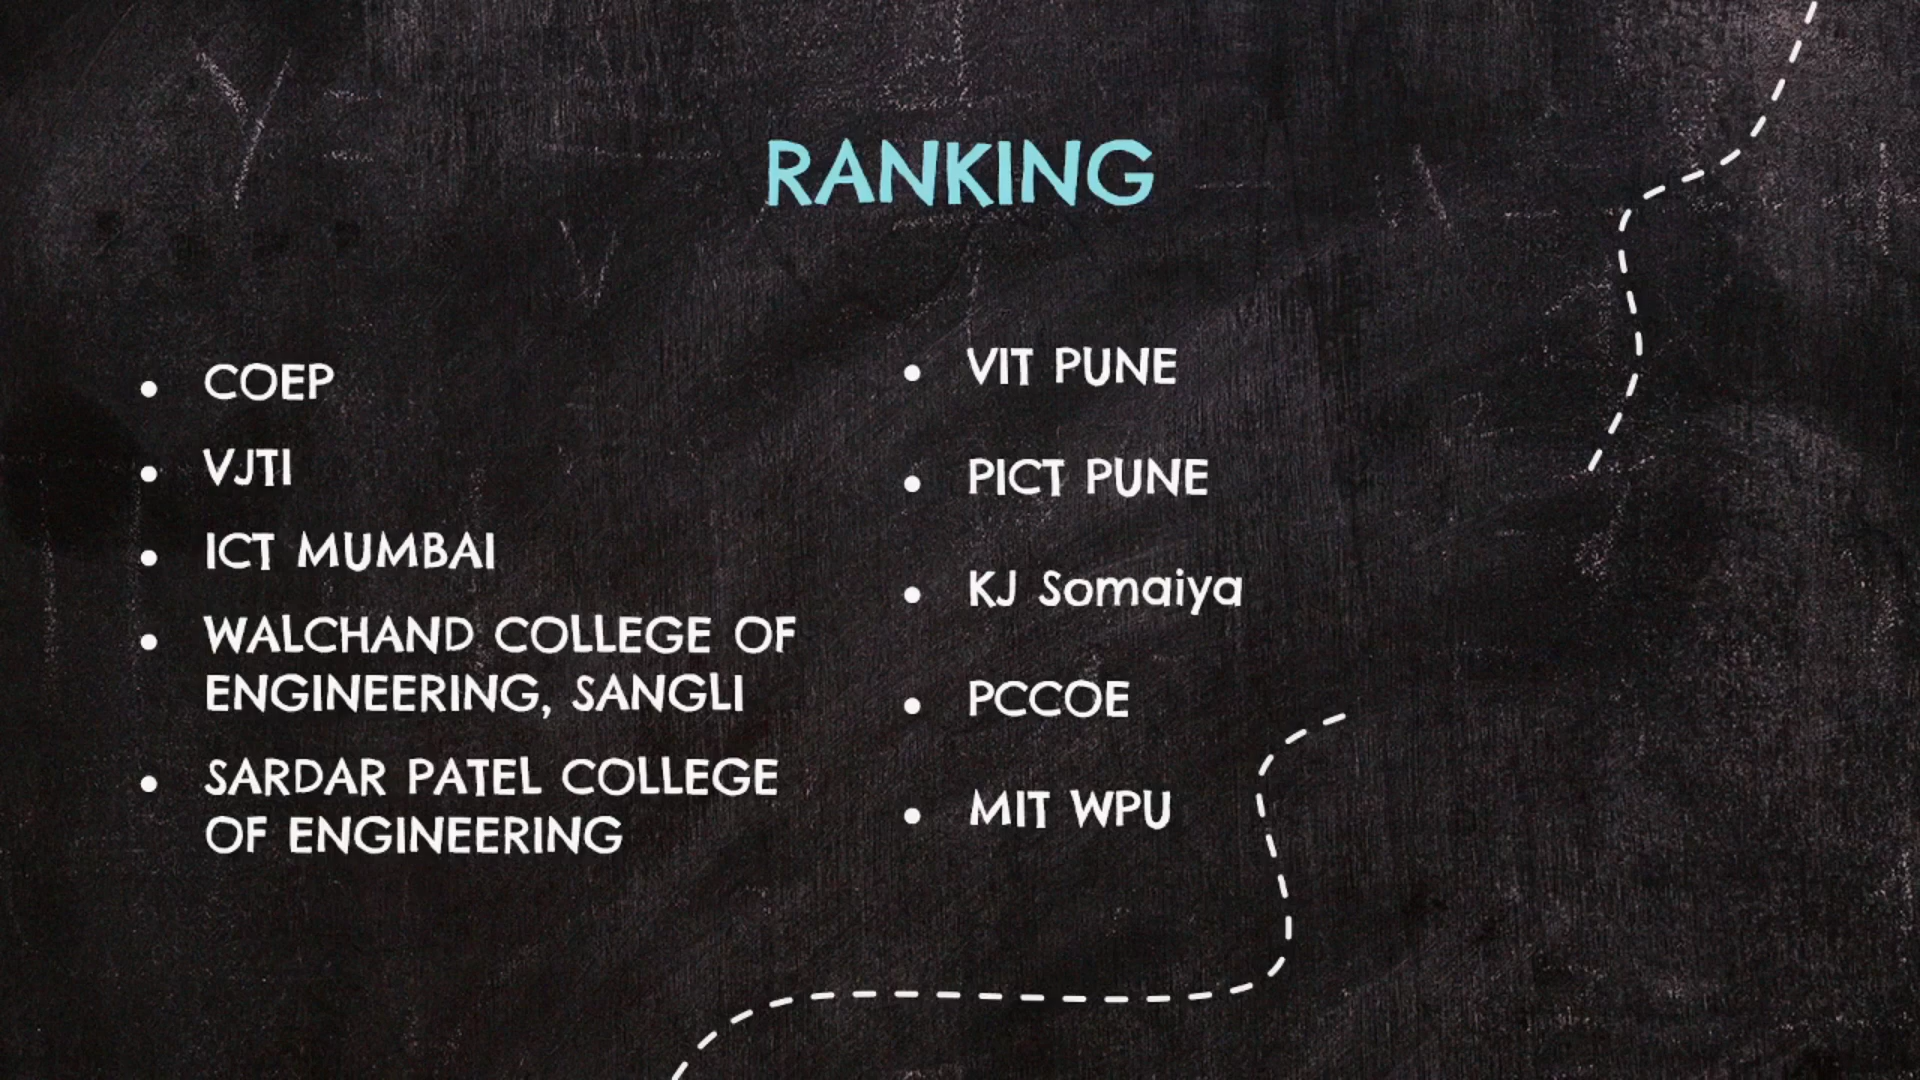 RANKING
COEP
VJTI
ICT MUMBAI
WALCHAND COLLEGE OF
ENGINEERING, SANGLI
SARDAR PATEL COLLEGE
OF ENGINEERING
VIT PUNE
PICT PUNE
KJ Somaiya
PCCOE
MIT WPU